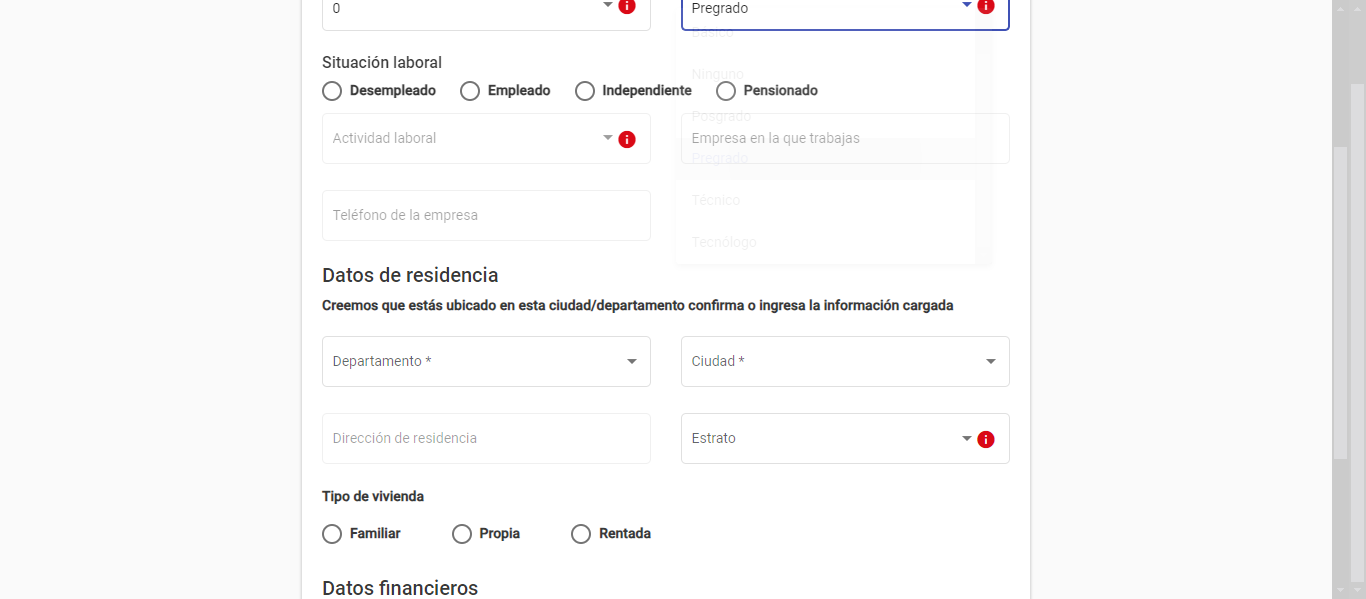 0 Pregrado
Básico
Situación laboral
Ninguno
Desempleado Empleado Independiente Pensionado
Posgrado
Actividad laboral Empresa en la que trabajas
Pregrado
Técnico
Teléfono de la empresa
Tecnólogo
Datos de residencia
Creemos que estás ubicado en esta ciudad/departamento confirma o ingresa la información cargada
Departamento * Ciudad *
Dirección de residencia Estrato
Tipo de vivienda
Familiar Propia Rentada
Datos financieros